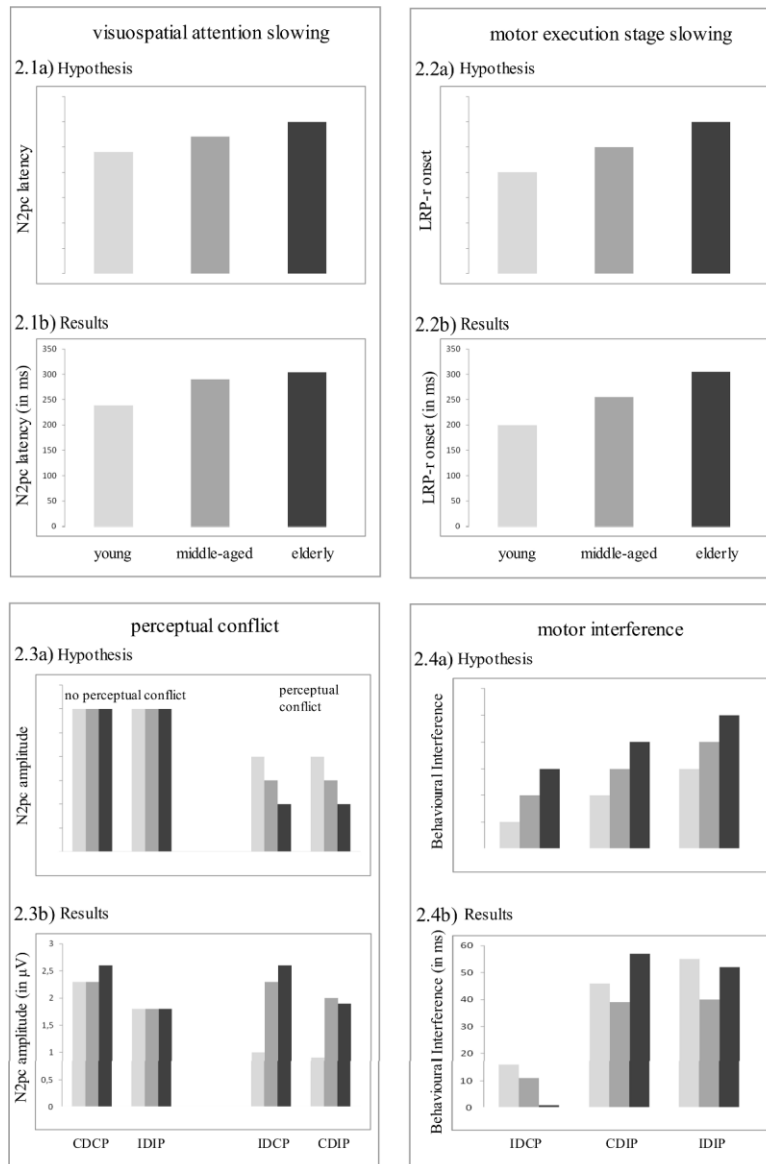 visuospatial attention slowing
2.1a) Hypothesis
N2pc latency
2.1b) Results
N2pc latency (in ms)
350
300
250
200
150
100
50
0
young middle-aged elderly
motor execution stage slowing
2.2a) Hypothesis
LRP-r onset
2.2b) Results
LRP-r onset (in ms)
350
300
250
200
150
100
50
0
young middle-aged elderly
perceptual conflict
2.3a) Hypothesis
no perceptual conflict
perceptual
conflict
N2pc amplitude
2.3b) Results
N2pc amplitude (in µV)
3
2,5
2
1,5
1
0,5
0
CDCP IDIP IDCP CDIP
motor interference
2.4a) Hypothesis
Behavioural Interference
2.4b) Results
Behavioural Interference (in ms)
60
50
40
30
20
10
0
IDCP CDIP IDIP